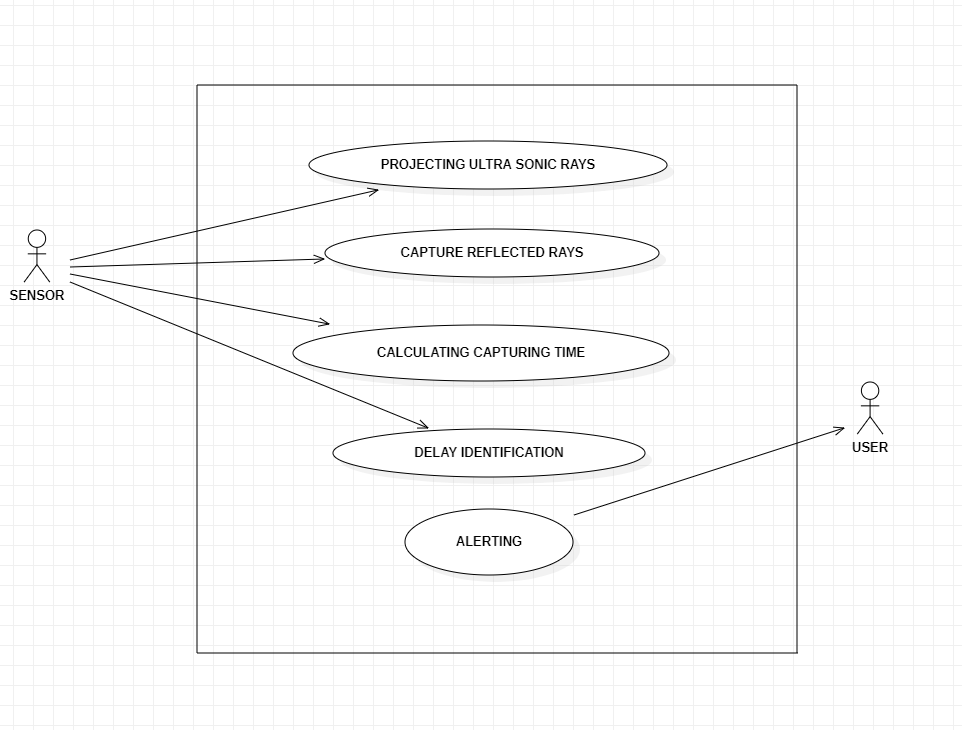 PROJECTING ULTRA SONIC RAYS
CAPTURE REFLECTED RAYS
SENSOR
CALCULATING CAPTURING TIME
DELAY IDENTIFICATION
USER
ALERTING